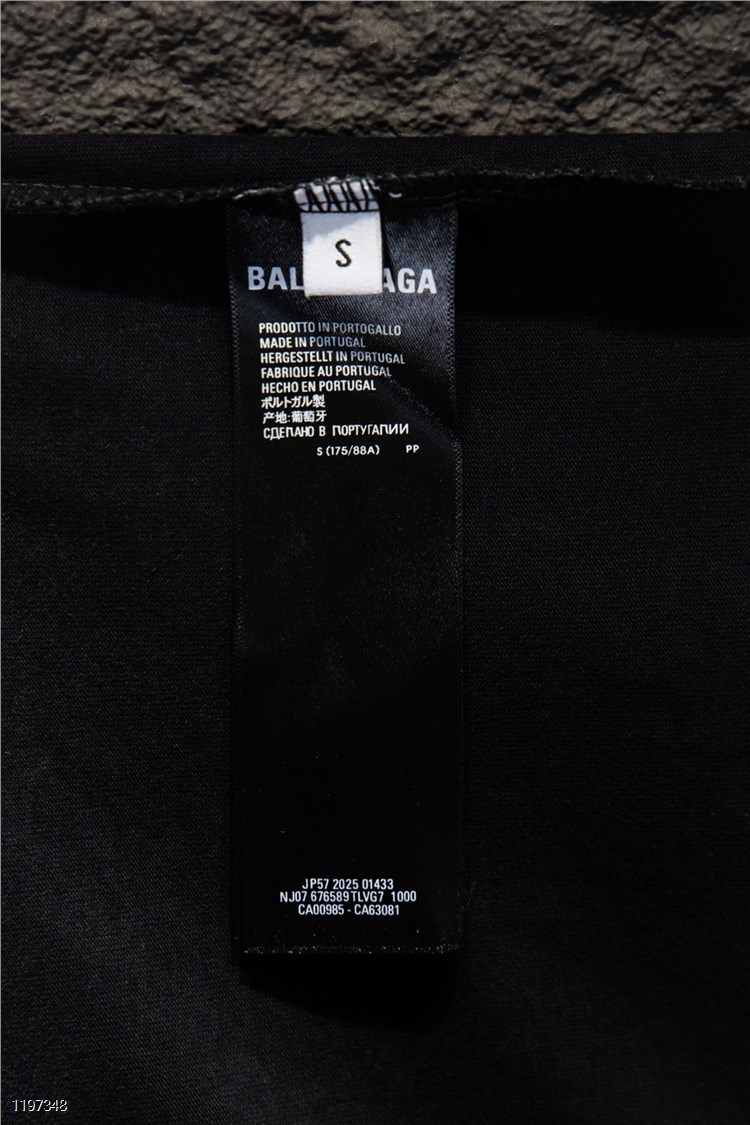 S
BAL AGA
PRODOTTO IN PORTOGALLO
MADE IN PORTUGAL
HERGESTELLT IN PORTUGAL
FABRIQUE AU PORTUGAL
HECHO EN PORTUGAL
ポルトガル製
产地:葡萄牙
СДЕПАНО В ПОРТУГАПИИ
S (175/88A) PP
JP57 2025 01433
NJ07 676589TLVG7 1000
CA00985 - CA63081
1197348